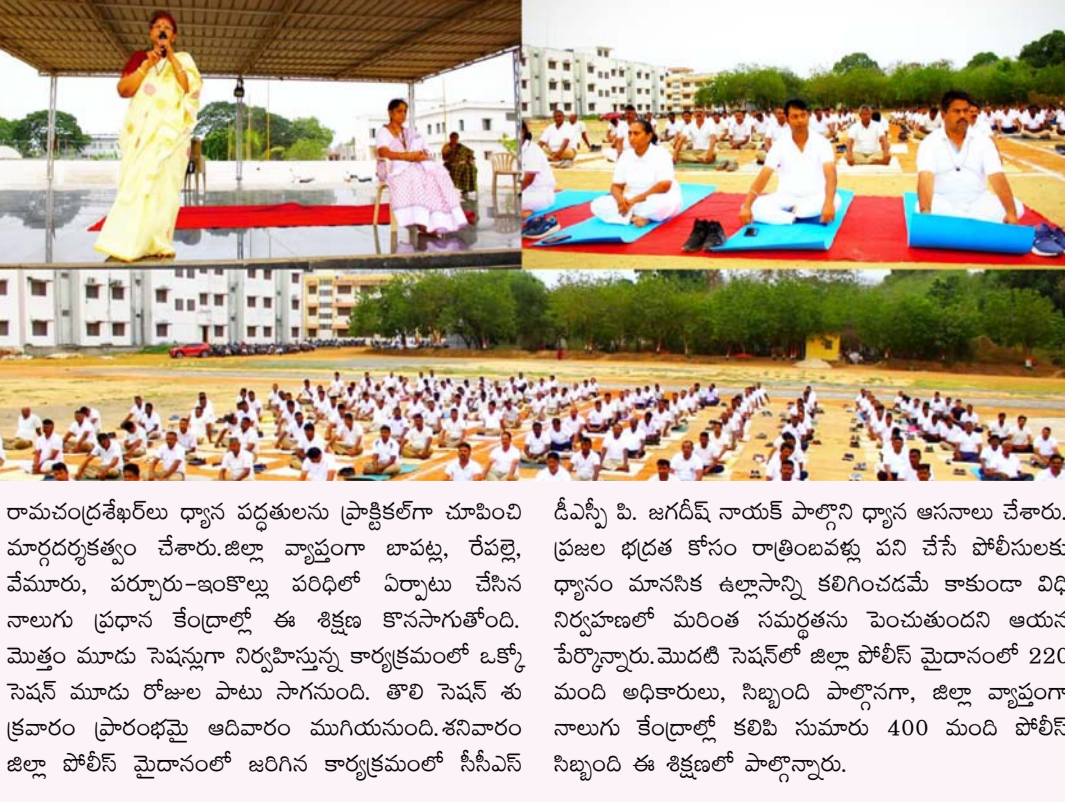 రామచంద్రశేఖర్‌లు ధ్యాన పద్ధతులను ప్రాక్టికల్‌గా చూపించి
మార్గదర్శకత్వం చేశారు.జిల్లా వ్యాప్తంగా బాపట్ల, రేపల్లె,
వేమూరు, పర్చూరు-ఇంకొల్లు పరిధిలో ఏర్పాటు చేసిన
నాలుగు ప్రధాన కేంద్రాల్లో ఈ శిక్షణ కొనసాగుతోంది.
మొత్తం మూడు సెషన్లుగా నిర్వహిస్తున్న కార్యక్రమంలో ఒక్కో
సెషన్ మూడు రోజుల పాటు సాగనుంది. తొలి సెషన్ శు
క్రవారం ప్రారంభమై ఆదివారం ముగియనుంది.శనివారం
జిల్లా పోలీస్ మైదానంలో జరిగిన కార్యక్రమంలో సీసీఎస్
డీఎస్పీ పి. జగదీష్ నాయక్ పాల్గొని ధ్యాన ఆసనాలు చేశారు.
ప్రజల భద్రత కోసం రాత్రింబవళ్లు పని చేసే పోలీసులకు
ధ్యానం మానసిక ఉల్లాసాన్ని కలిగించడమే కాకుండా విధి
నిర్వహణలో మరింత సమర్థతను పెంచుతుందని ఆయన
పేర్కొన్నారు.మొదటి సెషన్‌లో జిల్లా పోలీస్ మైదానంలో 220
మంది అధికారులు, సిబ్బంది పాల్గొనగా, జిల్లా వ్యాప్తంగా
నాలుగు కేంద్రాల్లో కలిపి సుమారు 400 మంది పోలీస్
సిబ్బంది ఈ శిక్షణలో పాల్గొన్నారు.